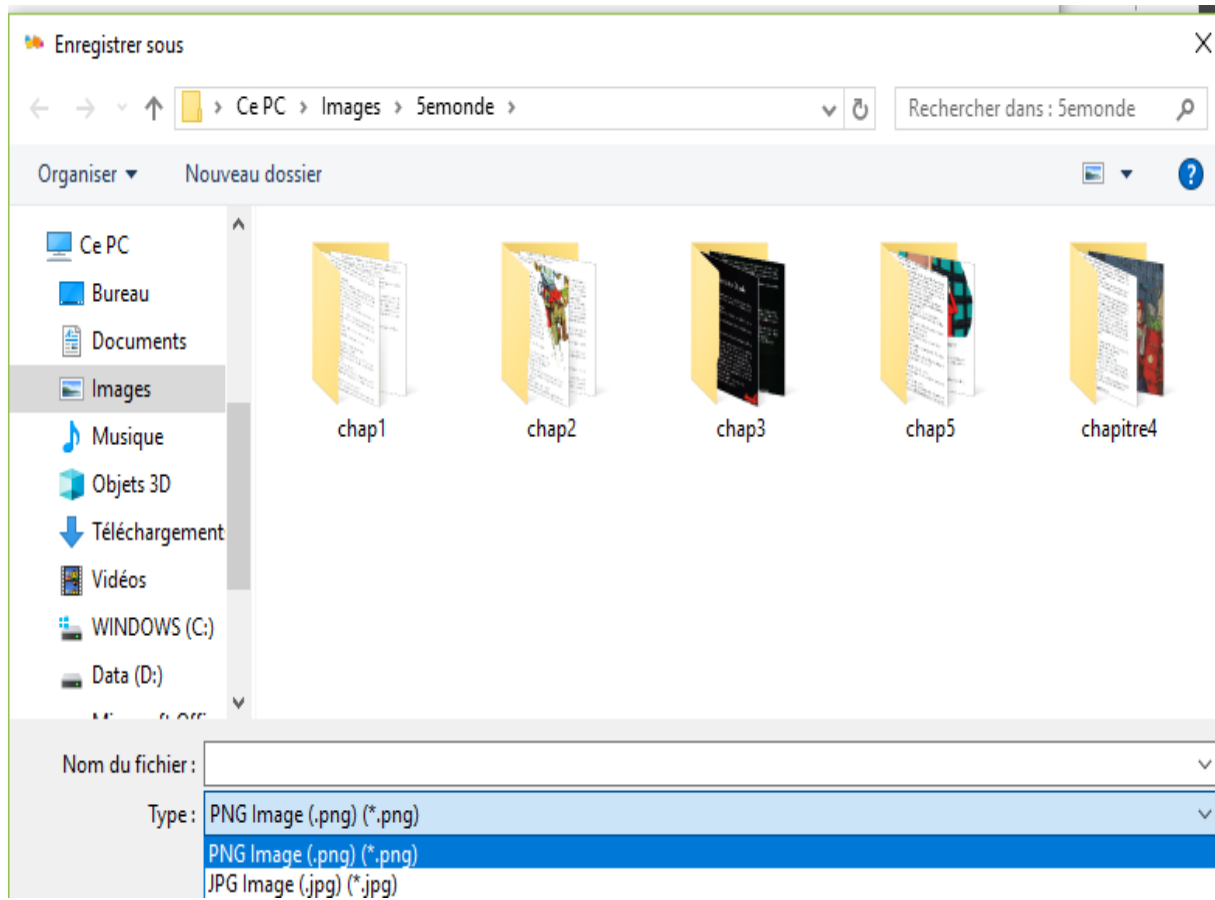 Enregistrer sous
Ce PC > Images > 5emonde >
Rechercher dans : 5emonde
Organiser
Nouveau dossier
Ce PC
Bureau
Documents
Images
Musique
Objets 3D
Téléchargement
Vidéos
WINDOWS (C:)
Data (D:)
chap1
chap2
chap3
chap5
chapitre4
Nom du fichier :
Type : PNG Image (.png) (*.png)
PNG Image (.png) (*.png)
JPG Image (.jpg) (*.jpg)